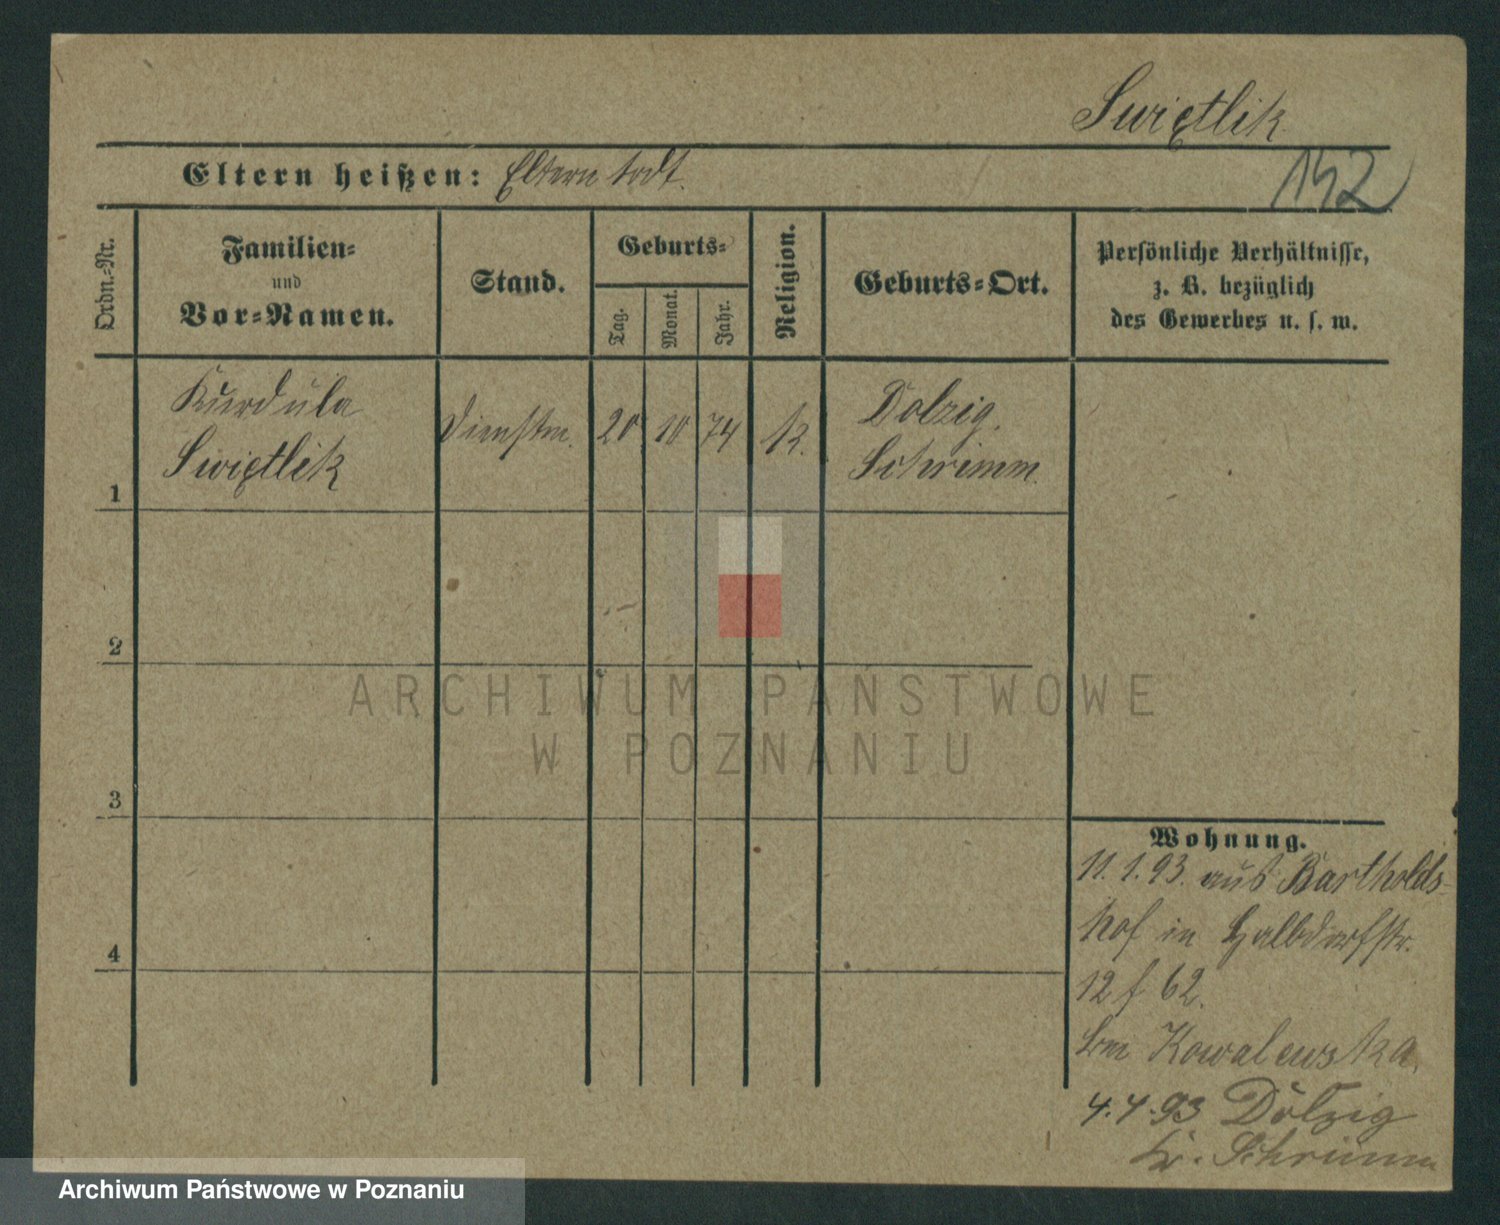 Swiętlik
142
Eltern heißen: Eltern todt.
Ordn.-Nr.
Familien-
und
Vor-Namen.
Stand.
Geburts-
Tag.
Monat.
Jahr.
Religion.
Geburts-Ort.
Persönliche Verhältnisse,
z. B. bezüglich
des Gewerbes u. s. w.
Swiętlik
Dienstm.
20 10 74
k.
Dolzig.
Schrimm.
1
2
3
4
ARCHIWUM PAŃSTWOWE
W POZNANIU
Wohnung.
11.1.93. aus Bartholds-
hof in Halbdorfstr.
12 f 62.
Kowalewska.
4.4.93 Dolzig
Kr. Schrimm
Archiwum Państwowe w Poznaniu